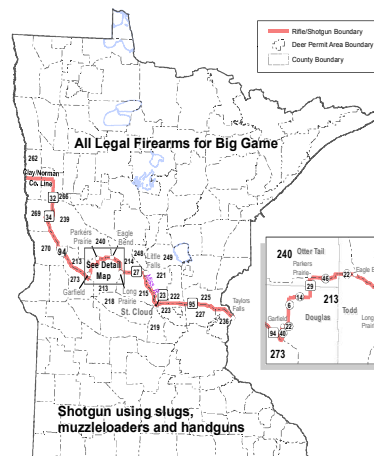 Rifle/Shotgun Boundary
Deer Permit Area Boundary
County Boundary
All Legal Firearms for Big Game
262
Clay/Norman
Co. Line
32
266
269
34
239
270
Parkers
Prairie
240
Eagle
Bend
94
213
See Detail
Map
248
Little
Falls
249
214
27
221
273
Garfield
213
218
Long
Prairie
215
23
222
225
95
St. Cloud
223
227
219
Taylors
Falls
236
240
Otter Tail
Parkers
Prairie
46
22
Eagle B
29
14
213
6
Todd
Douglas
Garfield
22
94
40
Long
Prai
273
Shotgun using slugs,
muzzleloaders and handguns